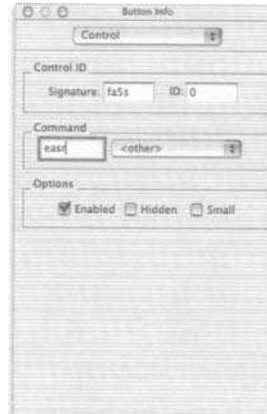 Button Info
Control
Control ID
Signature: fa5s ID: 0
Command
easr <other>
Options
Enabled Hidden Small